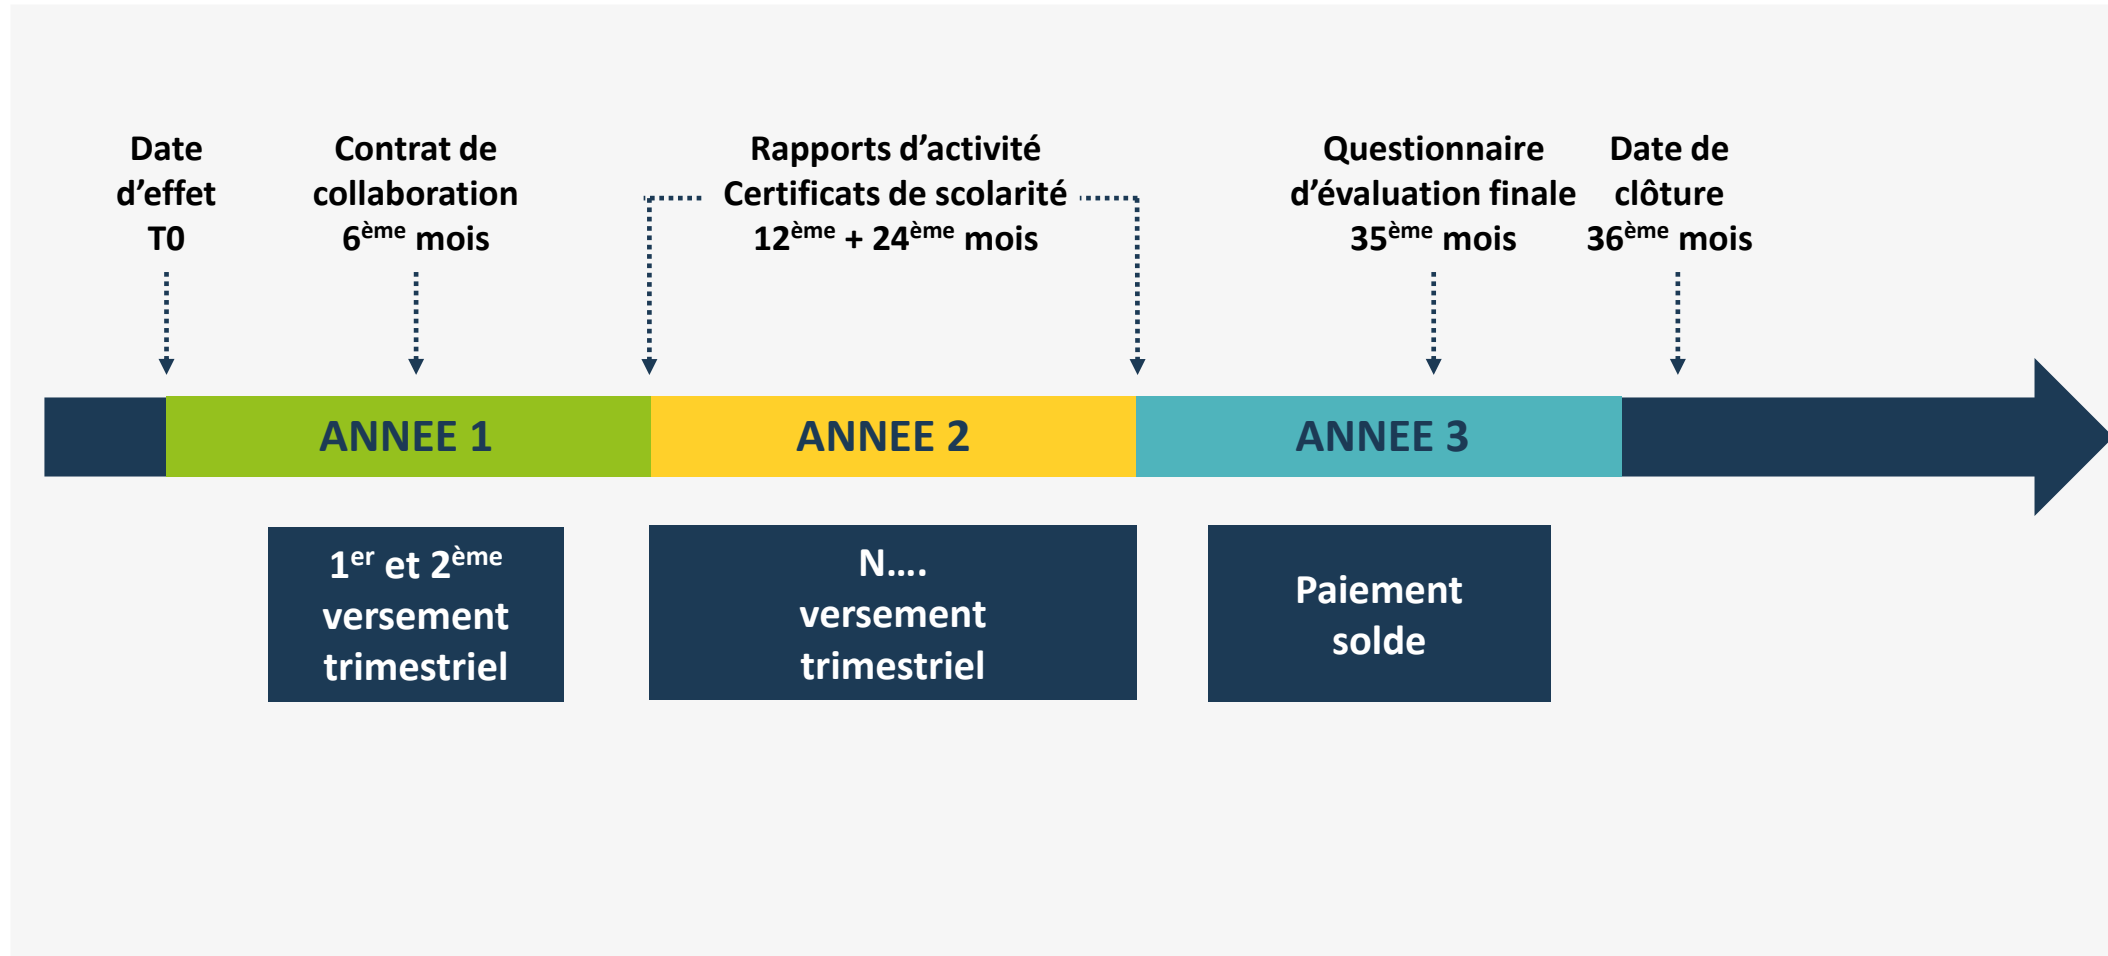 Date
d’effet
T0
Contrat de
collaboration
6ème mois
Rapports d’activité
Certificats de scolarité
12ème + 24ème mois
Questionnaire
d’évaluation finale
35ème mois
Date de
clôture
36ème mois
ANNEE 1
ANNEE 2
ANNEE 3
1er et 2ème
versement
trimestriel
N....
versement
trimestriel
Paiement
solde